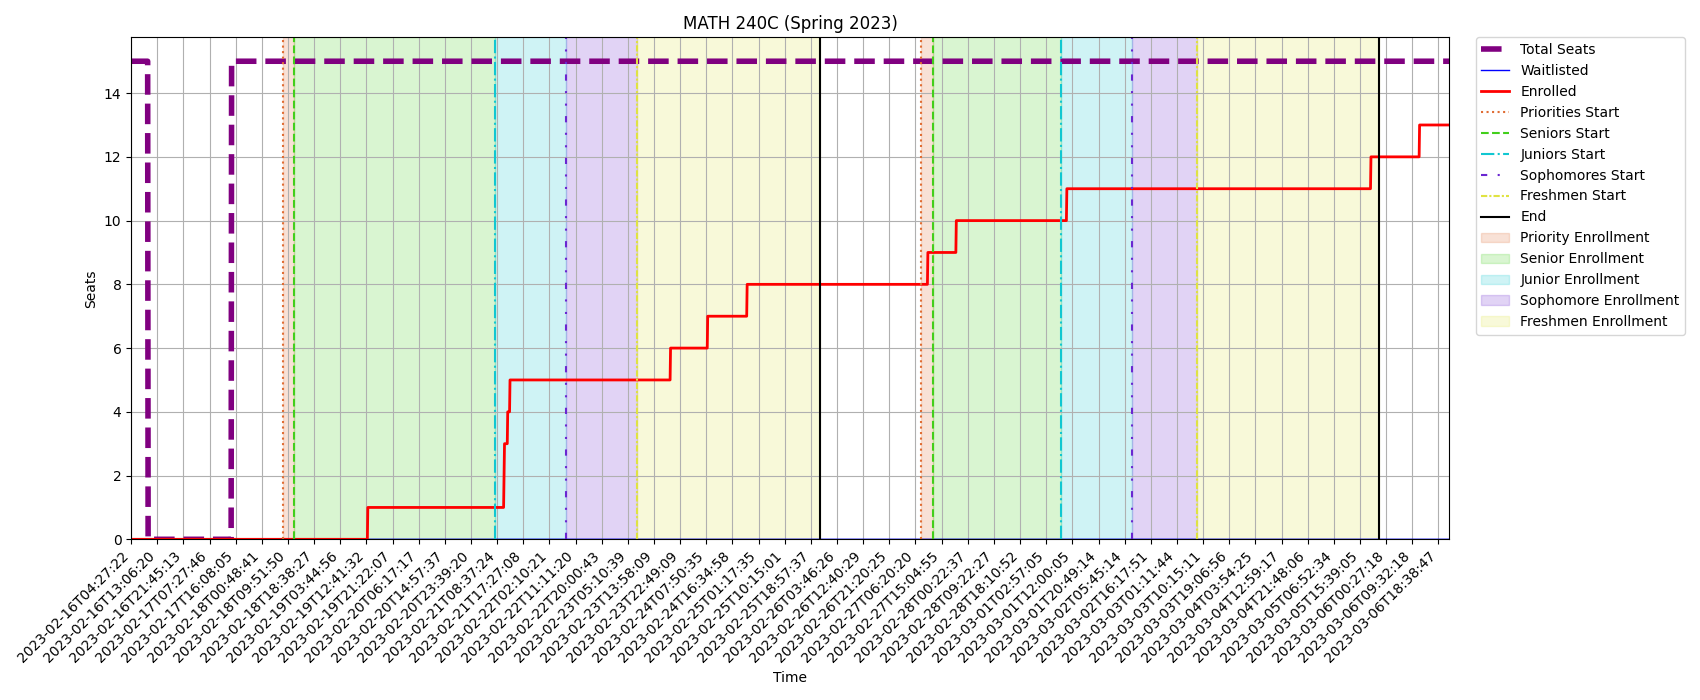 MATH 240C (Spring 2023)
Seats
14
12
10
8
6
4
2
0
2023-02-16T04:27:22
2023-02-16T13:06:20
2023-02-16T21:45:13
2023-02-17T07:27:46
2023-02-17T16:08:05
2023-02-18T00:48:41
2023-02-18T09:51:50
2023-02-18T18:38:27
2023-02-19T03:44:56
2023-02-19T12:41:32
2023-02-19T21:22:07
2023-02-20T06:17:17
2023-02-20T14:57:37
2023-02-20T23:39:20
2023-02-21T08:37:24
2023-02-21T17:27:08
2023-02-22T02:10:21
2023-02-22T11:11:20
2023-02-22T20:00:43
2023-02-23T05:10:39
2023-02-23T13:58:09
2023-02-23T22:49:09
2023-02-24T07:50:35
2023-02-24T16:34:58
2023-02-25T01:17:35
2023-02-25T10:15:01
2023-02-25T18:57:37
2023-02-26T03:46:26
2023-02-26T12:40:29
2023-02-26T21:20:25
2023-02-27T06:20:20
2023-02-27T15:04:55
2023-02-28T00:22:37
2023-02-28T09:22:27
2023-02-28T18:10:52
2023-03-01T02:57:05
2023-03-01T12:00:05
2023-03-01T20:49:14
2023-03-02T05:45:14
2023-03-02T16:17:51
2023-03-03T01:11:44
2023-03-03T10:15:11
2023-03-03T19:06:56
2023-03-04T03:54:25
2023-03-04T12:59:17
2023-03-04T21:48:06
2023-03-05T06:52:34
2023-03-05T15:39:05
2023-03-06T00:27:18
2023-03-06T09:32:18
2023-03-06T18:38:47
Time
Total Seats
Waitlisted
Enrolled
Priorities Start
Seniors Start
Juniors Start
Sophomores Start
Freshmen Start
End
Priority Enrollment
Senior Enrollment
Junior Enrollment
Sophomore Enrollment
Freshmen Enrollment